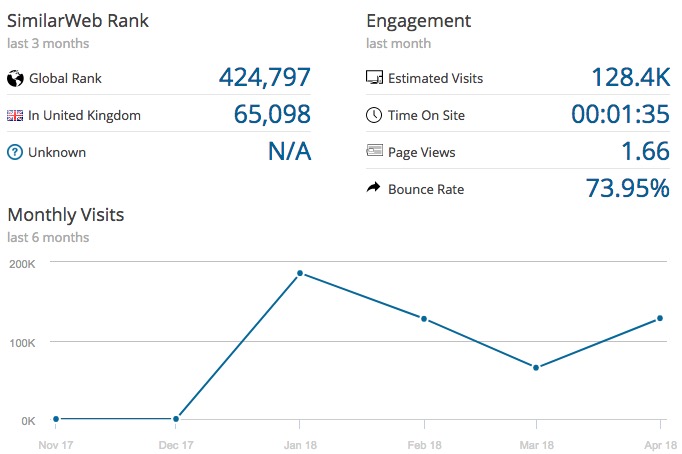 SimilarWeb Rank
last 3 months
Global Rank 424,797
In United Kingdom 65,098
? Unknown N/A
Engagement
last month
Estimated Visits 128.4K
Time On Site 00:01:35
Page Views 1.66
Bounce Rate 73.95%
Monthly Visits
last 6 months
200K
100K
0K
Nov 17 Dec 17 Jan 18 Feb 18 Mar 18 Apr 18